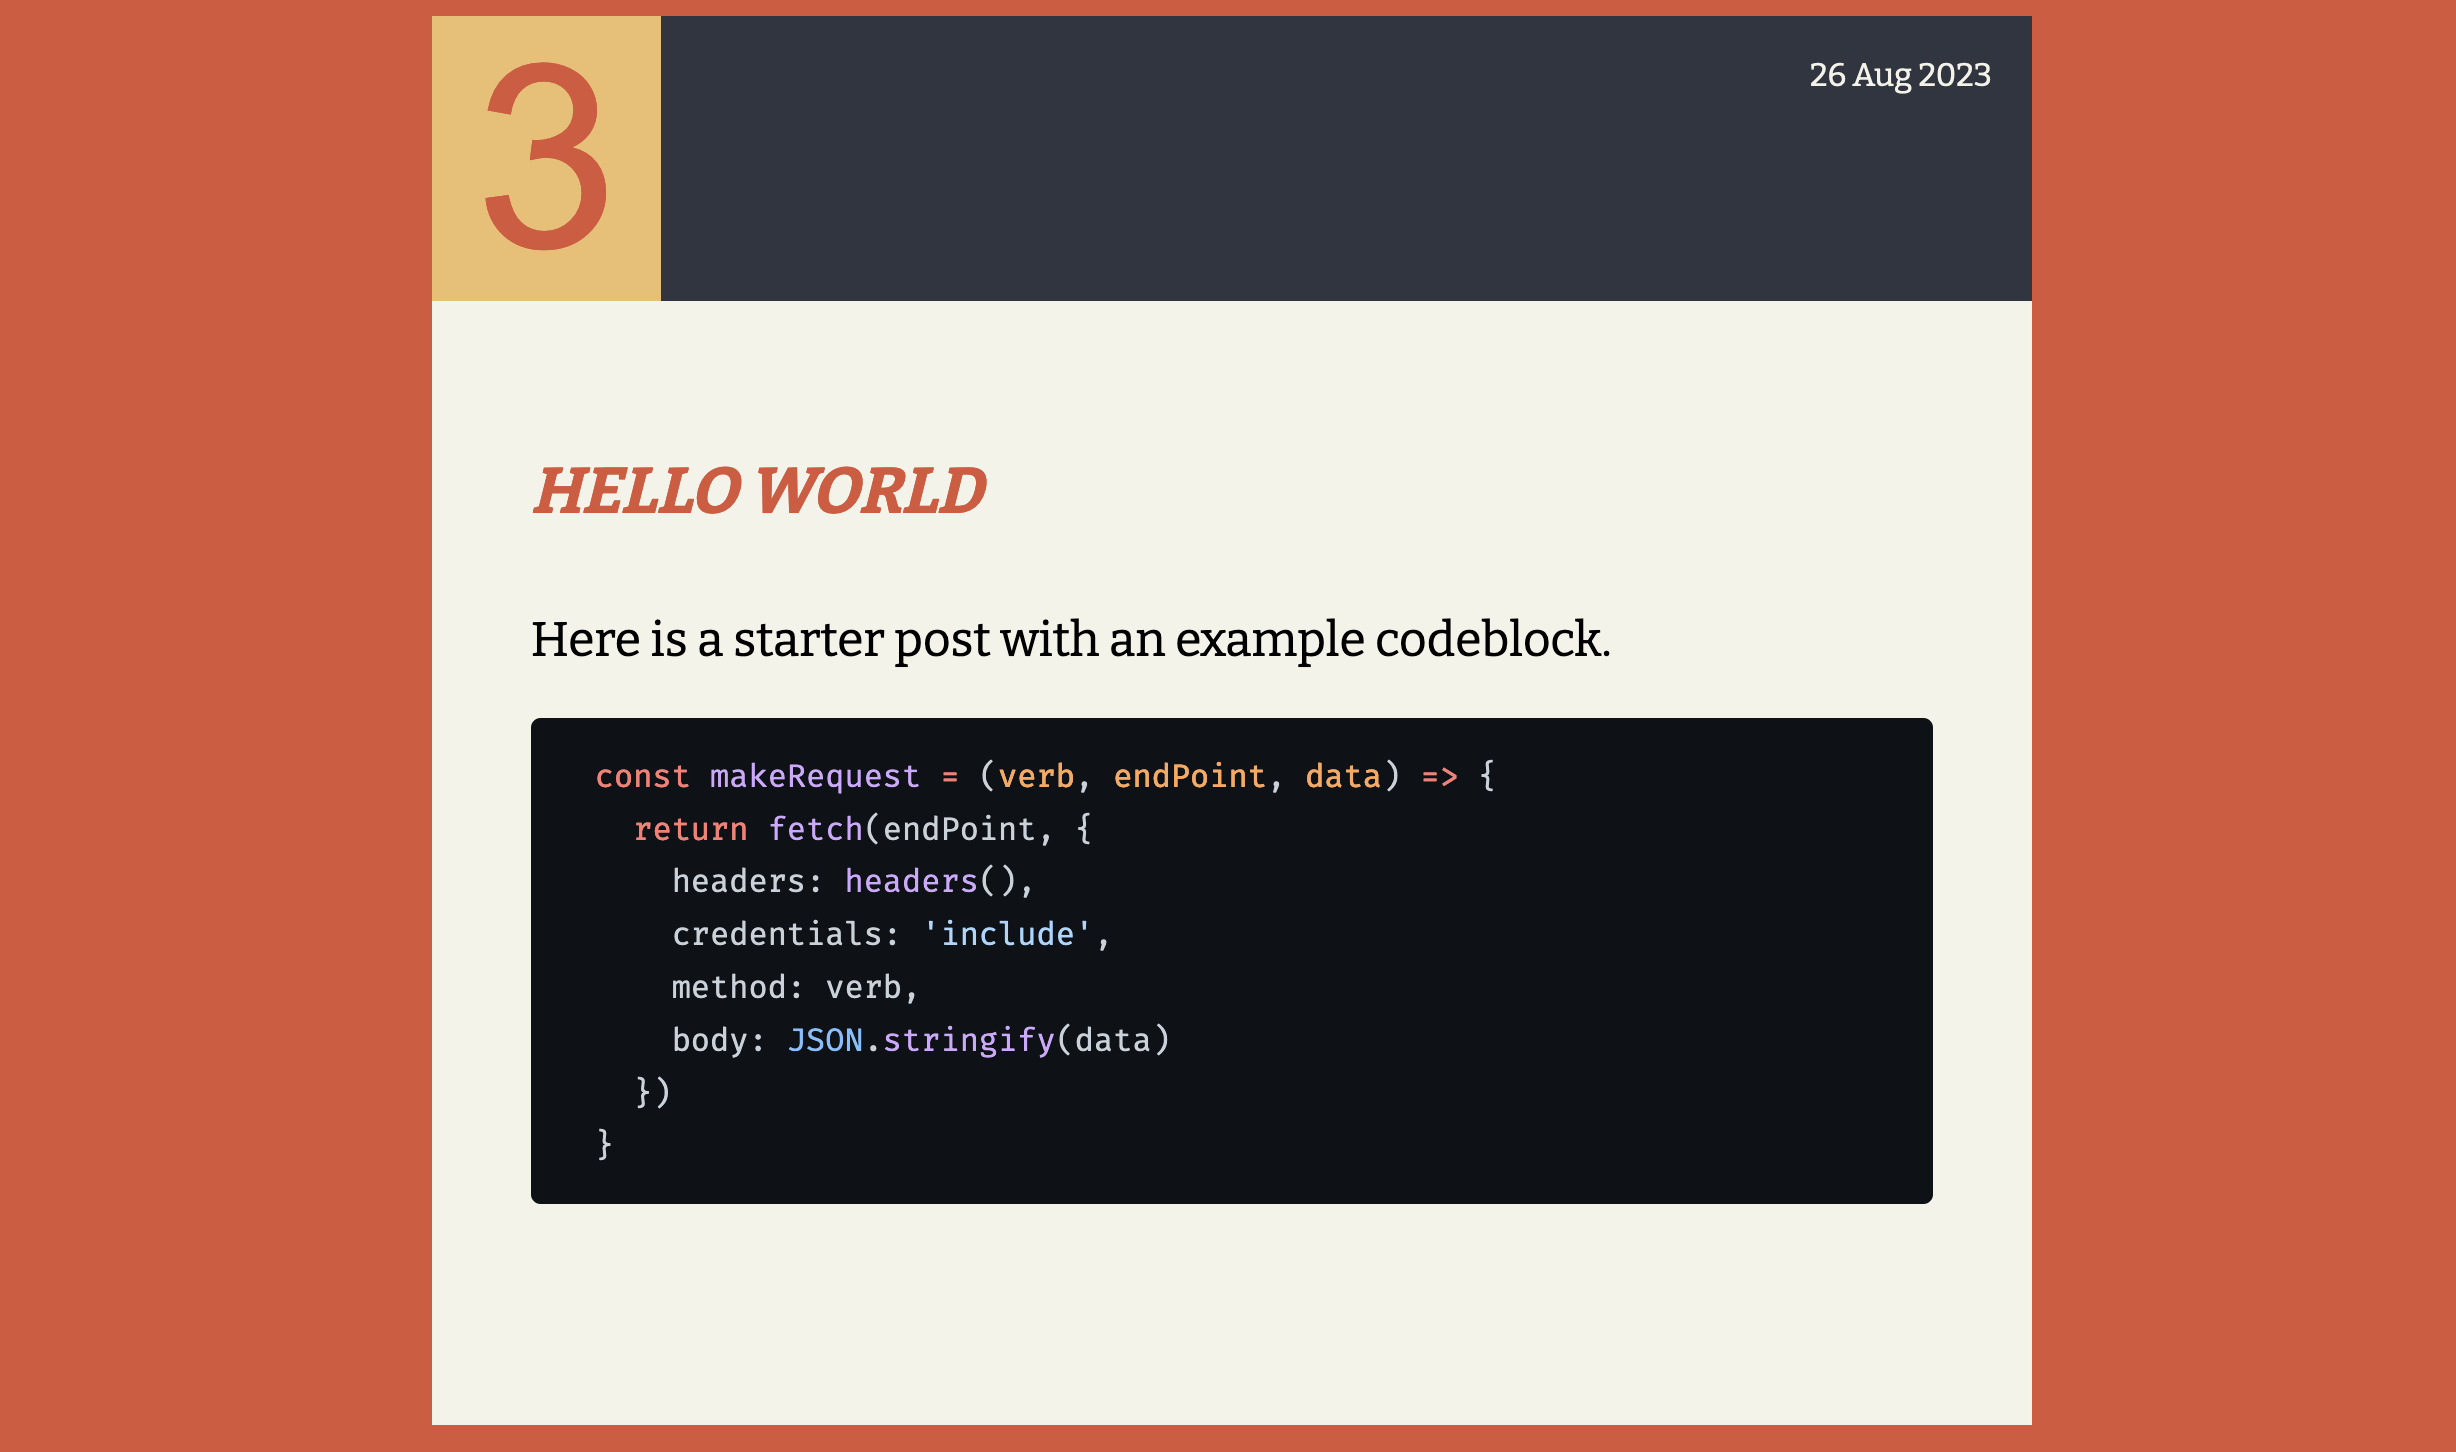 3
26 Aug 2023
HELLO WORLD
Here is a starter post with an example codeblock.
const makeRequest = (verb, endPoint, data) => {
  return fetch(endPoint, {
    headers: headers(),
    credentials: 'include',
    method: verb,
    body: JSON.stringify(data)
  })
}